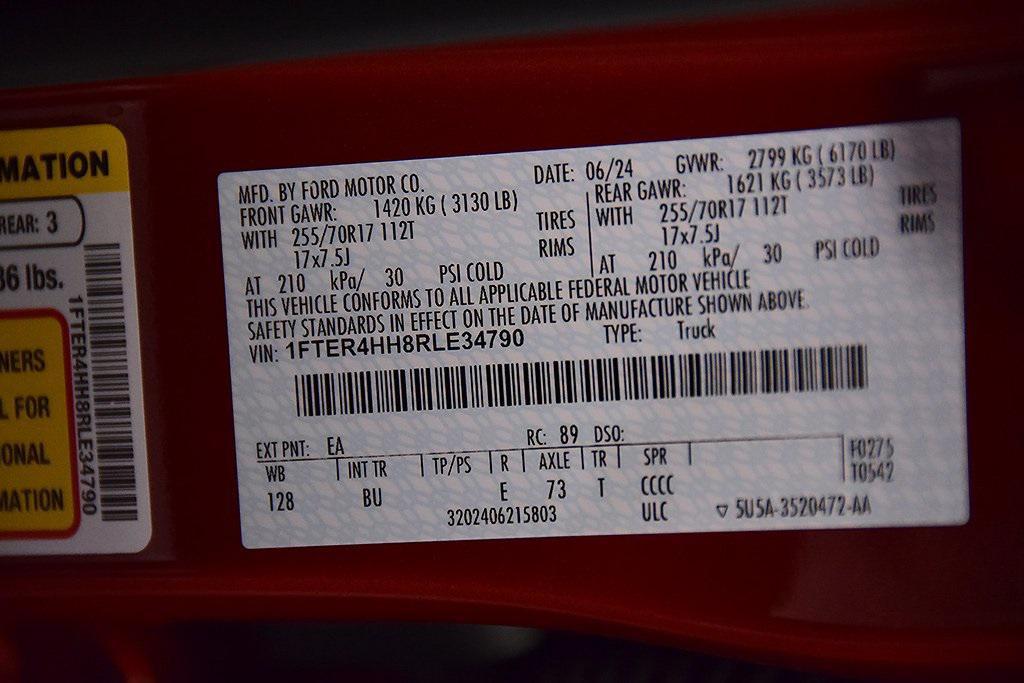 MATION
REAR: 3
36 lbs.
NERS
L FOR
ONAL
MATION
1FTER4HH8RLE34790
MFD. BY FORD MOTOR CO. DATE: 06/24 GVWR: 2799 KG ( 6170 LB)
FRONT GAWR: 1420 KG ( 3130 LB) REAR GAWR: 1621 KG ( 3573 LB)
WITH 255/70R17 112T TIRES WITH 255/70R17 112T TIRES
17x7.5J RIMS 17x7.5J RIMS
AT 210 kPa/ 30 PSI COLD AT 210 kPa/ 30 PSI COLD
THIS VEHICLE CONFORMS TO ALL APPLICABLE FEDERAL MOTOR VEHICLE
SAFETY STANDARDS IN EFFECT ON THE DATE OF MANUFACTURE SHOWN ABOVE.
VIN: 1FTER4HH8RLE34790 TYPE: Truck
EXT PNT: EA RC: 89 DSO:
WB INT TR TP/PS R AXLE TR SPR F0275
128 BU E 73 T CCCC T0542
3202406215803 ULC ▽ 5U5A-3520472-AA